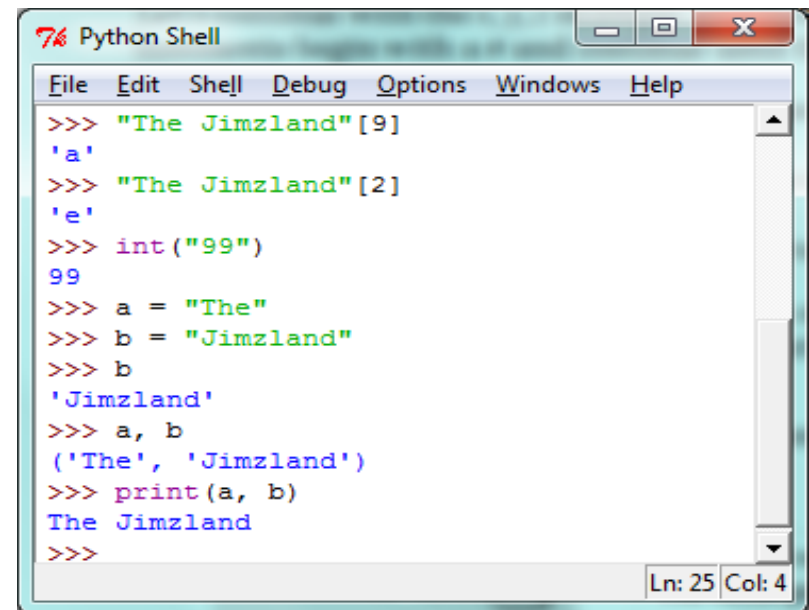 Python Shell
File Edit Shell Debug Options Windows Help
>>> "The Jimzland"[9]
'a'
>>> "The Jimzland"[2]
'e'
>>> int("99")
99
>>> a = "The"
>>> b = "Jimzland"
>>> b
'Jimzland'
>>> a, b
('The', 'Jimzland')
>>> print(a, b)
The Jimzland
>>>
Ln: 25 Col: 4